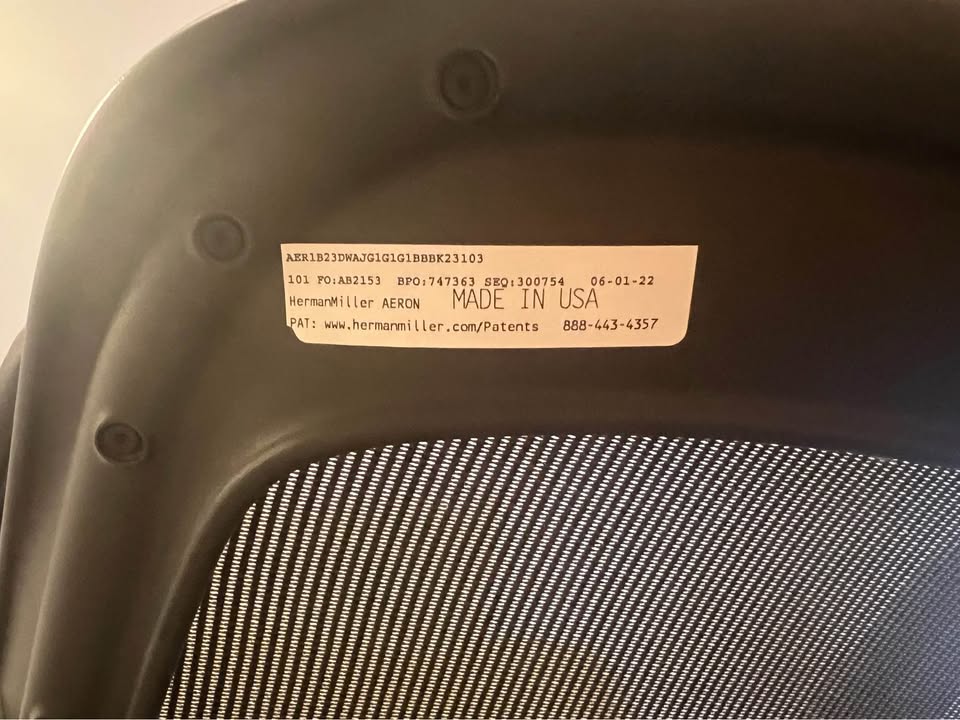 AER1B23DWAJG1G1G1BBBK23103
101 FO:AB2153 BPO:747363 SEQ:300754 06-01-22
HermanMiller AERON MADE IN USA
PAT: www.hermanmiller.com/Patents 888-443-4357